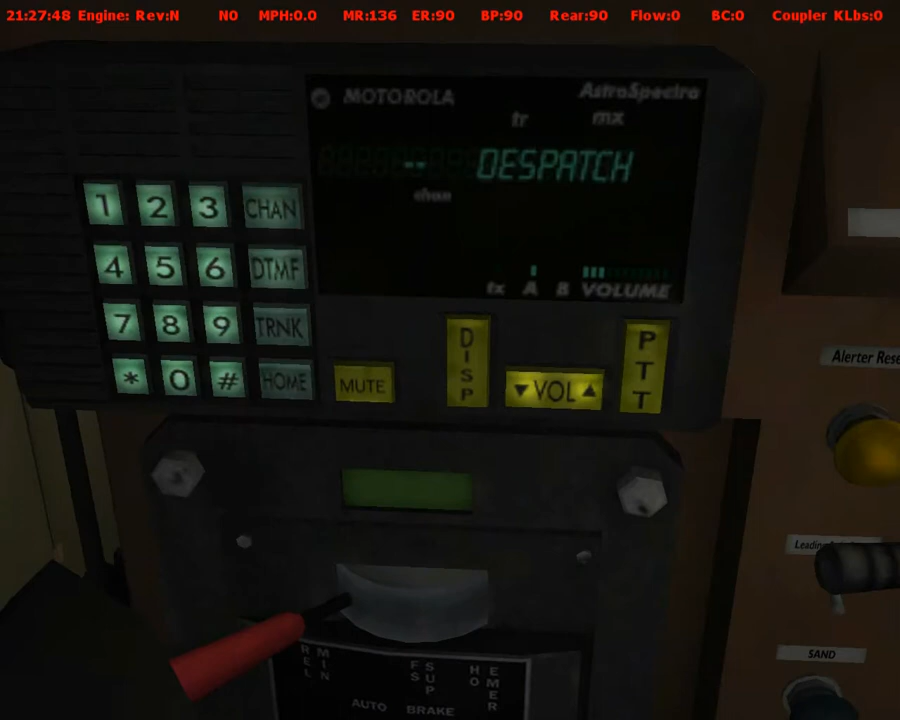 21:27:48 Engine: Rev:N N0 MPH:0.0 MR:136 ER:90 BP:90 Rear:90 Flow:0 BC:0 Coupler KLbs:0
MOTOROLA AstroSpectra
tr mx
-- DESPATCH
chan
1 2 3 CHAN
4 5 6 DTMF
tx A B VOLUME
7 8 9 TRNK
* 0 # HOME
MUTE
DISP
▼ VOL ▲
PTT
Alerter Rese
Leading
SAND
REL
MIN
FS
SUP
HO
EMER
AUTO BRAKE